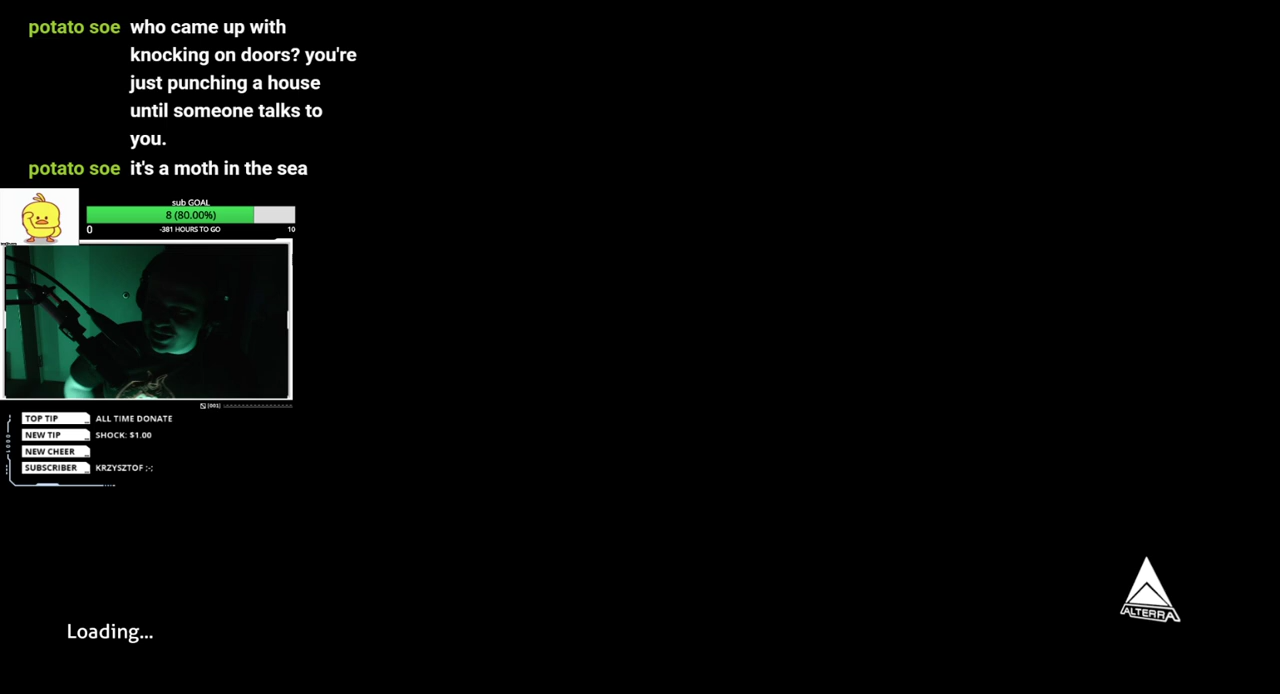 potato soe who came up with
knocking on doors? you're
just punching a house
until someone talks to
you.
potato soe it's a moth in the sea
sub GOAL
8 (80.00%)
0 -381 HOURS TO GO 10
[001]
TOP TIP ALL TIME DONATE
NEW TIP SHOCK: $1.00
NEW CHEER
SUBSCRIBER KRZYSZTOF ;-;
ALTERRA
Loading...